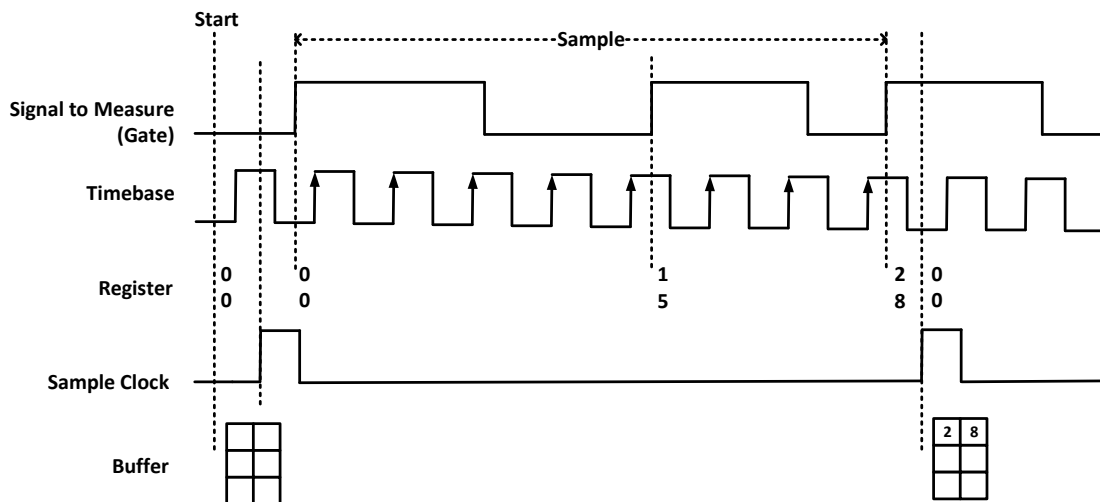 Start
Sample
Signal to Measure
(Gate)
Timebase
Register
0 0 1 2 0
0 0 5 8 0
Sample Clock
Buffer
2 8